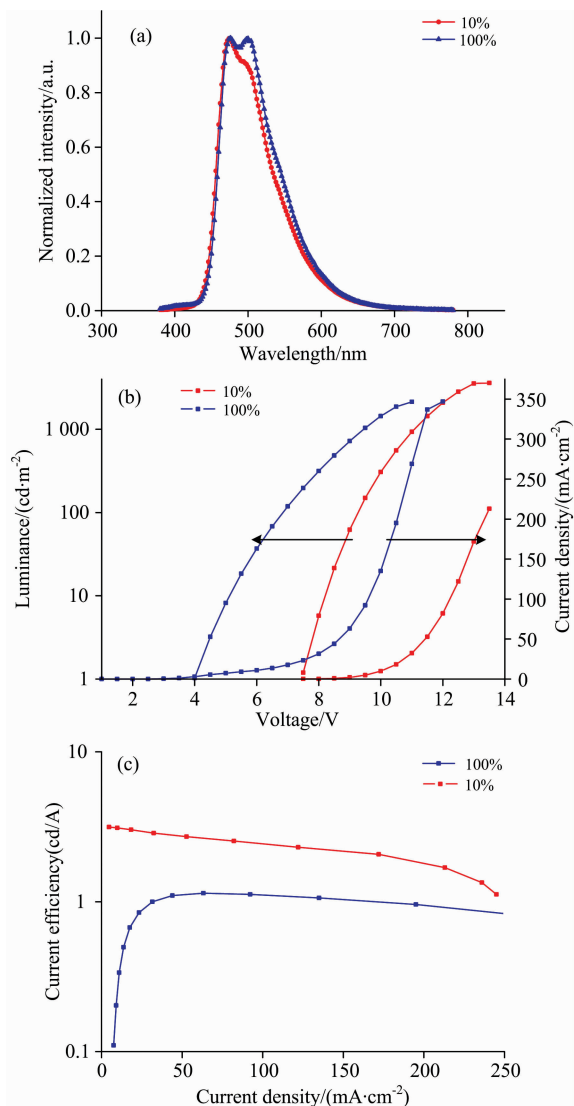 (a)
10%
100%
Normalized intensity/a.u.
1.0
0.8
0.6
0.4
0.2
0.0
300 400 500 600 700 800
Wavelength/nm
(b)
10%
100%
Luminance/(cd·m-2)
1 000
100
10
1
Current density/(mA·cm-2)
350
300
250
200
150
100
50
0
2 4 6 8 10 12 14
Voltage/V
(c)
100%
10%
Current efficiency(cd/A)
10
1
0.1
0 50 100 150 200 250
Current density/(mA·cm-2)